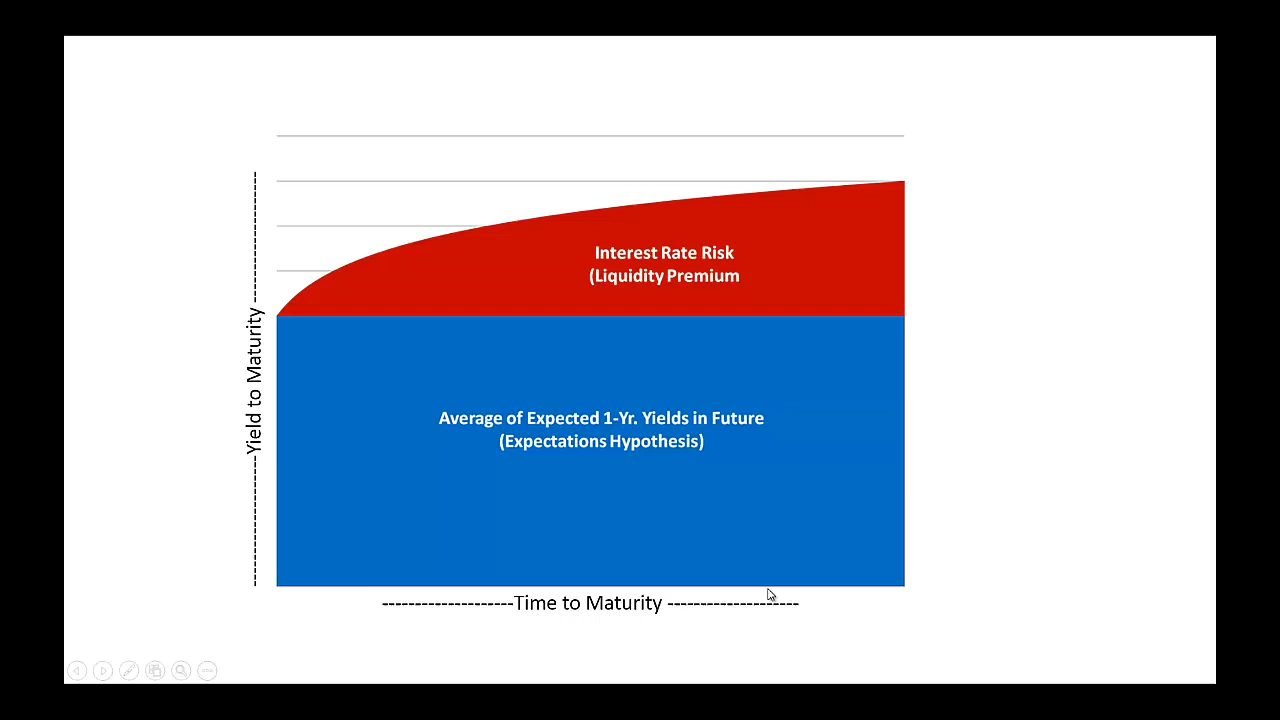 Interest Rate Risk
(Liquidity Premium
Average of Expected 1-Yr. Yields in Future
(Expectations Hypothesis)
--------------------Yield to Maturity --------------------
--------------------Time to Maturity --------------------